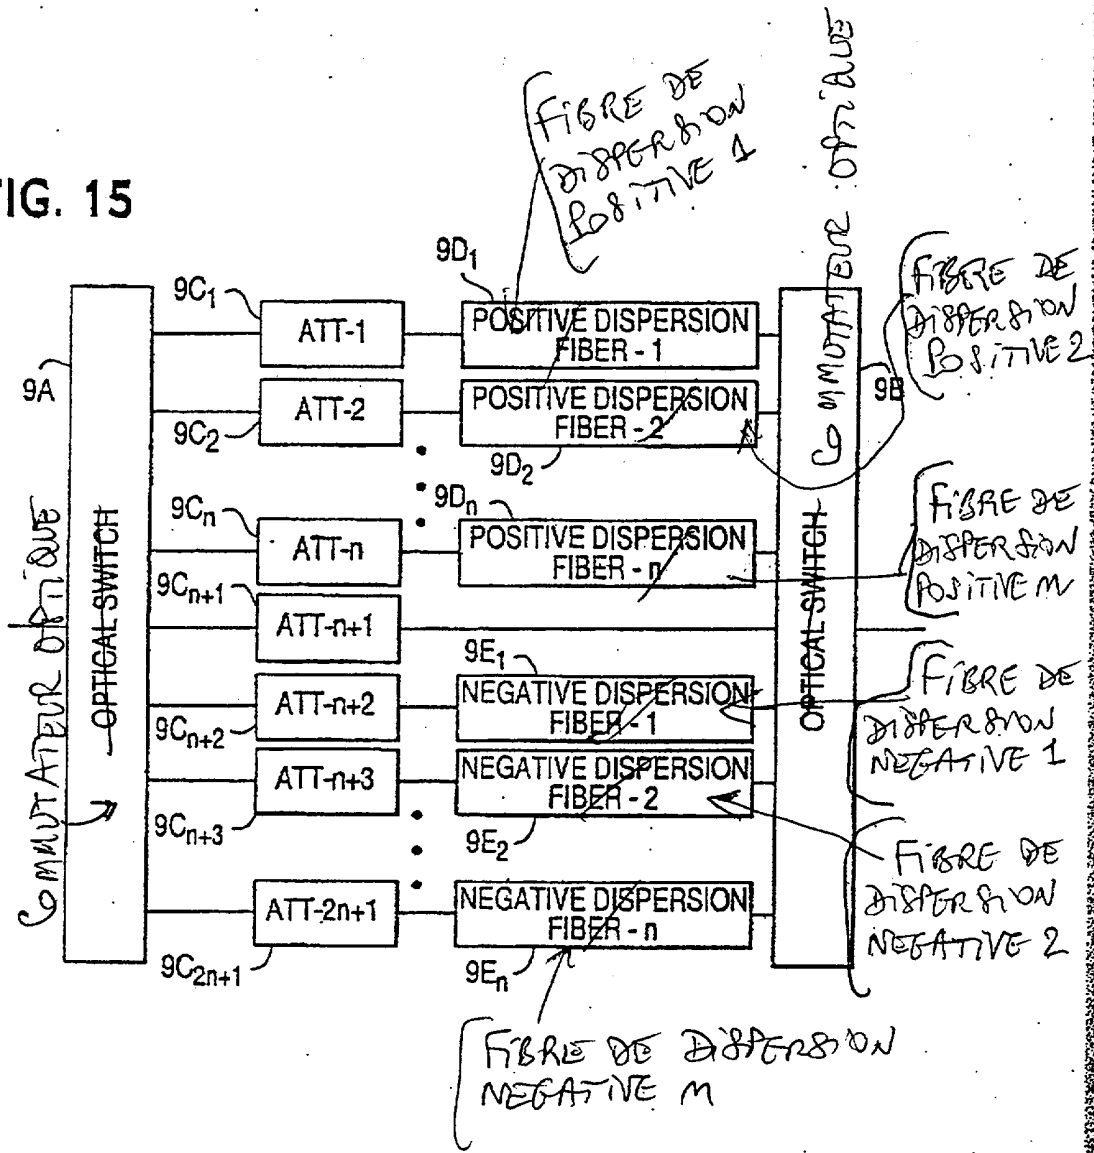 FIBRE DE
DISPERSION
POSITIVE 1
COMMUTATEUR OPTIQUE
FIG. 15
9D1
9C1
ATT-1
POSITIVE DISPERSION
FIBER - 1
FIBRE DE
DISPERSION
POSITIVE 2
9A
9B
ATT-2
POSITIVE DISPERSION
FIBER - 2
9C2
9D2
9Cn
9Dn
ATT-n
POSITIVE DISPERSION
FIBER - n
FIBRE DE
DISPERSION
POSITIVE M
9Cn+1
ATT-n+1
COMMUTATEUR OPTIQUE
OPTICAL SWITCH
OPTICAL SWITCH
9E1
ATT-n+2
NEGATIVE DISPERSION
FIBER - 1
FIBRE DE
DISPERSION
NEGATIVE 1
9Cn+2
ATT-n+3
NEGATIVE DISPERSION
FIBER - 2
9Cn+3
9E2
FIBRE DE
DISPERSION
NEGATIVE 2
ATT-2n+1
NEGATIVE DISPERSION
FIBER - n
9C2n+1
9En
FIBRE DE DISPERSION
NEGATIVE M